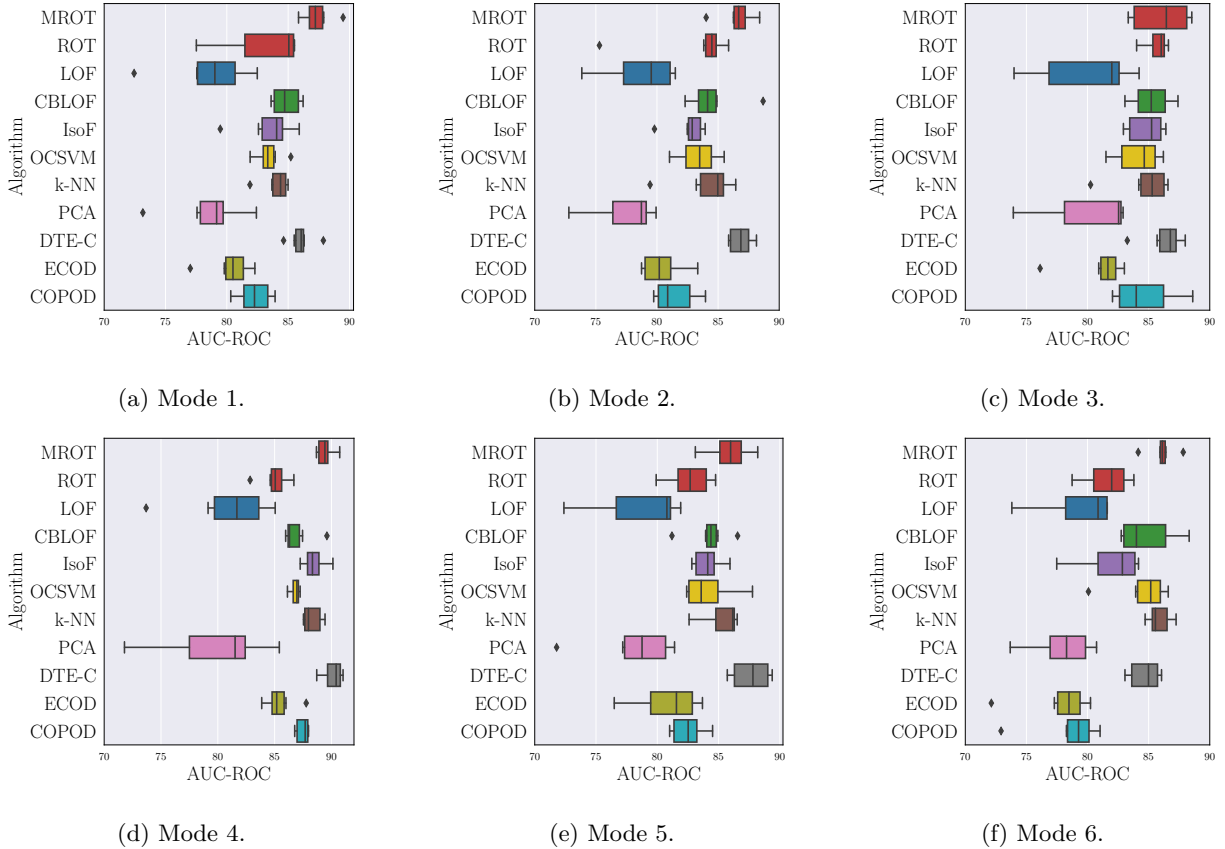 MROT
ROT
LOF
CBLOF
IsoF
OCSVM
k-NN
PCA
DTE-C
ECOD
COPOD
Algorithm
70 75 80 85 90
AUC-ROC
(a) Mode 1.
MROT
ROT
LOF
CBLOF
IsoF
OCSVM
k-NN
PCA
DTE-C
ECOD
COPOD
Algorithm
70 75 80 85 90
AUC-ROC
(b) Mode 2.
MROT
ROT
LOF
CBLOF
IsoF
OCSVM
k-NN
PCA
DTE-C
ECOD
COPOD
Algorithm
70 75 80 85 90
AUC-ROC
(c) Mode 3.
MROT
ROT
LOF
CBLOF
IsoF
OCSVM
k-NN
PCA
DTE-C
ECOD
COPOD
Algorithm
70 75 80 85 90
AUC-ROC
(d) Mode 4.
MROT
ROT
LOF
CBLOF
IsoF
OCSVM
k-NN
PCA
DTE-C
ECOD
COPOD
Algorithm
70 75 80 85 90
AUC-ROC
(e) Mode 5.
MROT
ROT
LOF
CBLOF
IsoF
OCSVM
k-NN
PCA
DTE-C
ECOD
COPOD
Algorithm
70 75 80 85 90
AUC-ROC
(f) Mode 6.